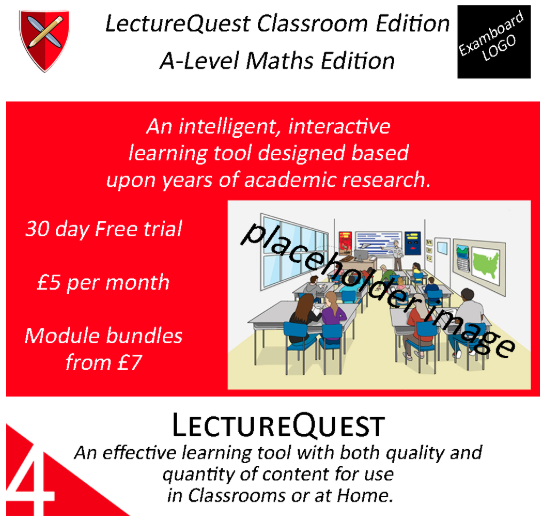 LectureQuest Classroom Edition
A-Level Maths Edition
Examboard
LOGO
An intelligent, interactive
learning tool designed based
upon years of academic research.
30 day Free trial
£5 per month
Module bundles
from £7
placeholder image
4
LECTUREQUEST
An effective learning tool with both quality and
quantity of content for use
in Classrooms or at Home.